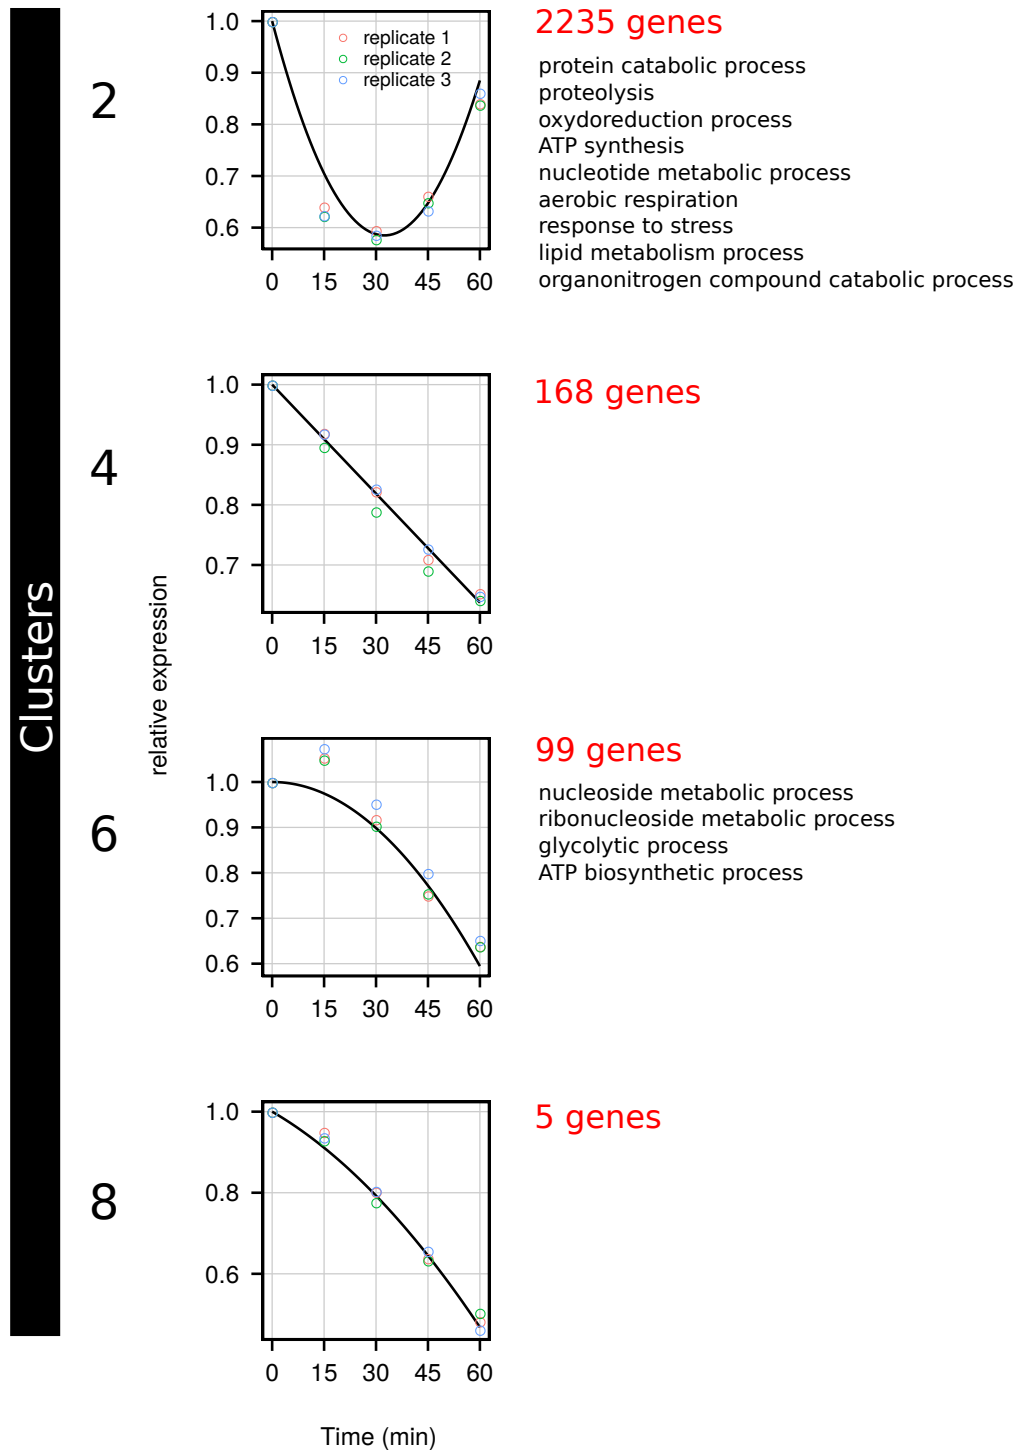 Clusters
relative expression
2
1.0
0.9
0.8
0.7
0.6
replicate 1
replicate 2
replicate 3
0 15 30 45 60
2235 genes
protein catabolic process
proteolysis
oxydoreduction process
ATP synthesis
nucleotide metabolic process
aerobic respiration
response to stress
lipid metabolism process
organonitrogen compound catabolic process
4
1.0
0.9
0.8
0.7
0 15 30 45 60
168 genes
6
1.0
0.9
0.8
0.7
0.6
0 15 30 45 60
99 genes
nucleoside metabolic process
ribonucleoside metabolic process
glycolytic process
ATP biosynthetic process
8
1.0
0.8
0.6
0 15 30 45 60
5 genes
Time (min)